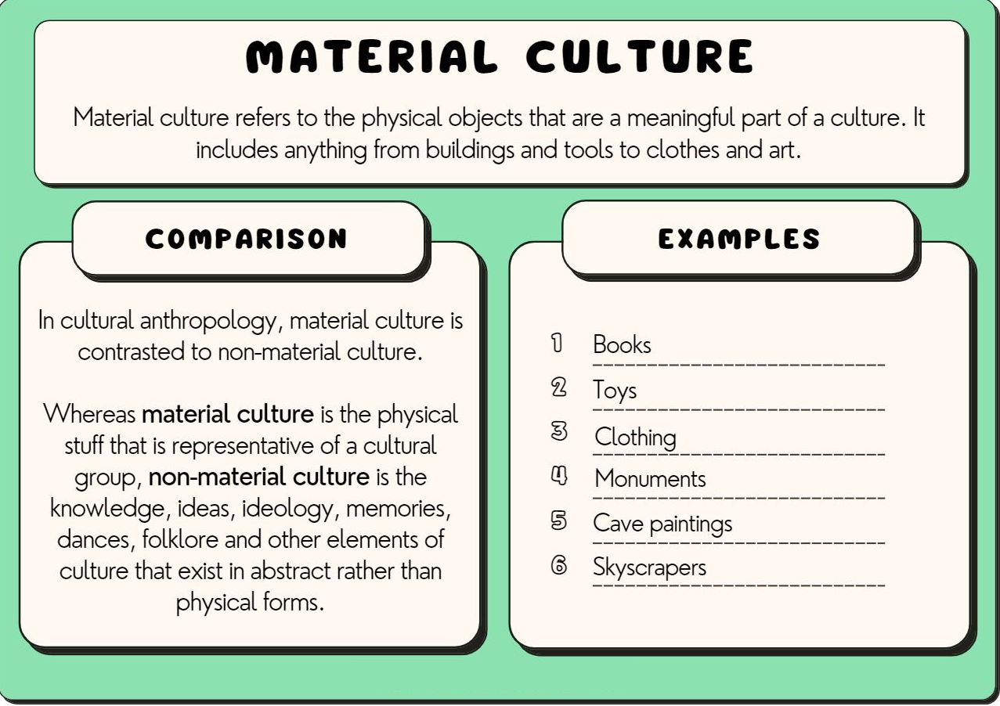 MATERIAL CULTURE
Material culture refers to the physical objects that are a meaningful part of a culture. It
includes anything from buildings and tools to clothes and art.
COMPARISON
In cultural anthropology, material culture is
contrasted to non-material culture.
Whereas material culture is the physical
stuff that is representative of a cultural
group, non-material culture is the
knowledge, ideas, ideology, memories,
dances, folklore and other elements of
culture that exist in abstract rather than
physical forms.
EXAMPLES
1 Books
2 Toys
3 Clothing
4 Monuments
5 Cave paintings
6 Skyscrapers